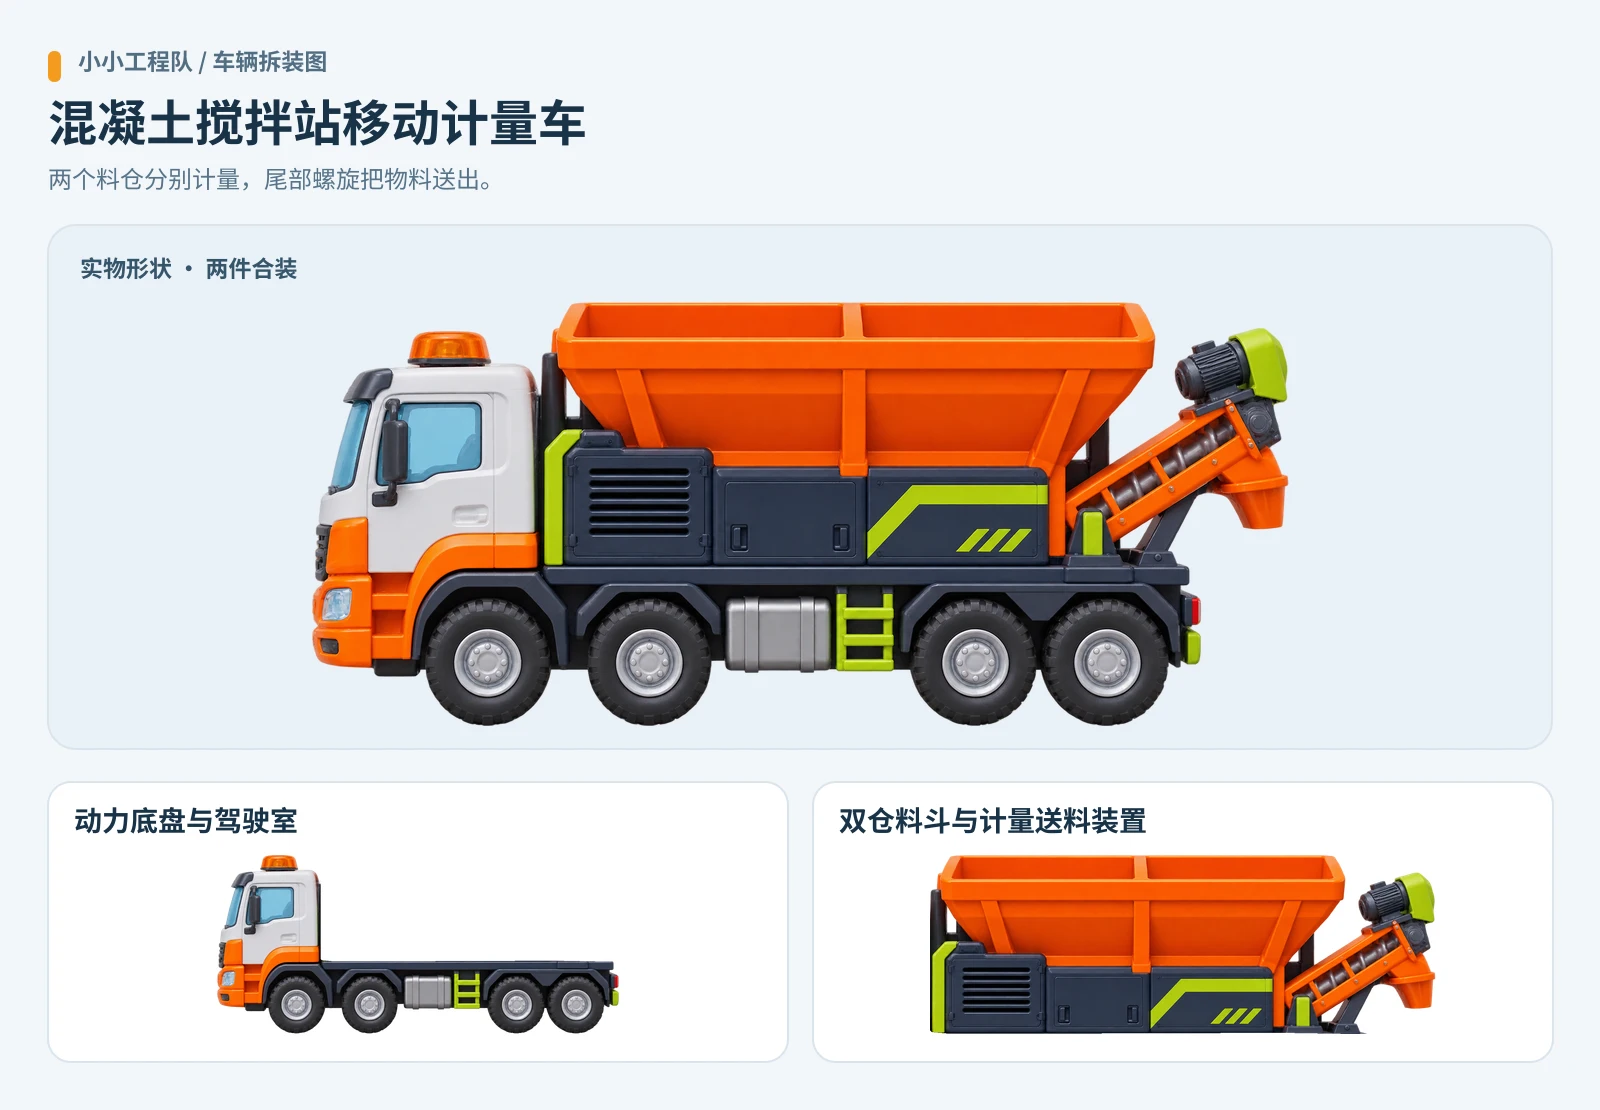 小小工程队 / 车辆拆装图
混凝土搅拌站移动计量车
两个料仓分别计量，尾部螺旋把物料送出。
实物形状 · 两件合装
动力底盘与驾驶室
双仓料斗与计量送料装置